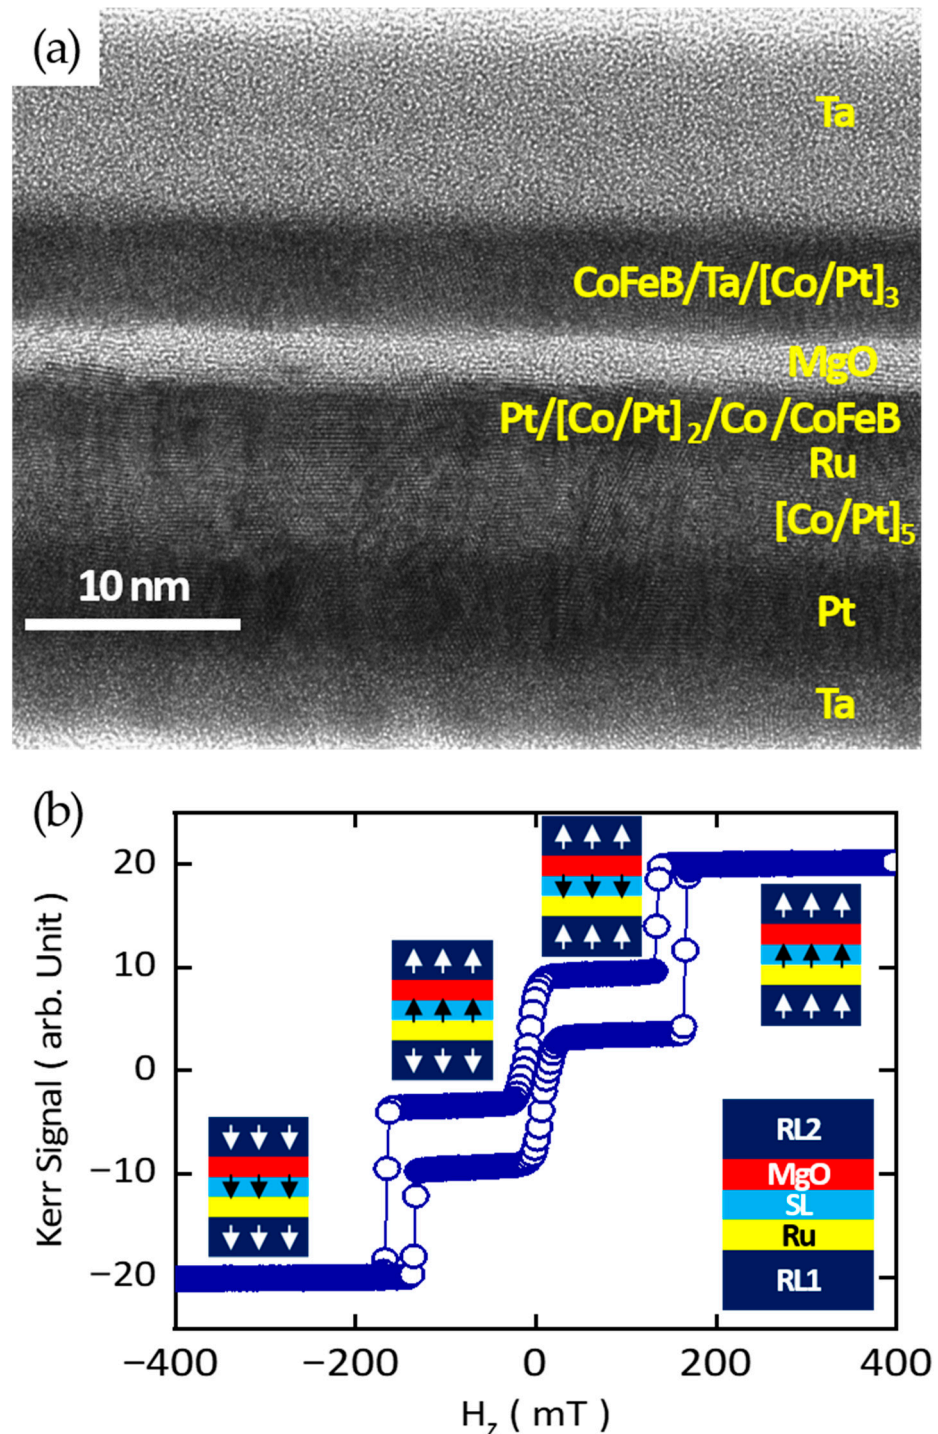 (a)
Ta
CoFeB/Ta/[Co/Pt]₃
MgO
Pt/[Co/Pt]₂/Co/CoFeB
Ru
[Co/Pt]₅
10 nm
Pt
Ta
(b)
Kerr Signal ( arb. Unit)
20
10
0
−10
−20
RL2
MgO
SL
Ru
RL1
−400
−200
0
200
400
H_z ( mT )